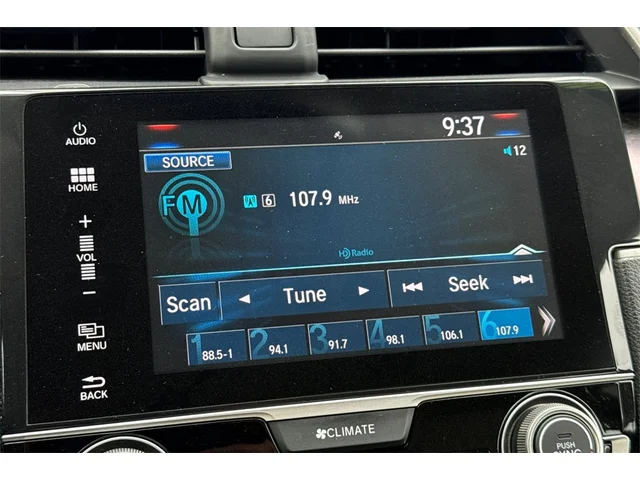 AUDIO
HOME
+
VOL
−
MENU
BACK
9:37
SOURCE
12
FM
6 107.9 MHz
HD Radio
Scan ◄ Tune ► Seek
1 88.5-1 2 94.1 3 91.7 4 98.1 5 106.1 6 107.9
CLIMATE
PUSH
SYNC